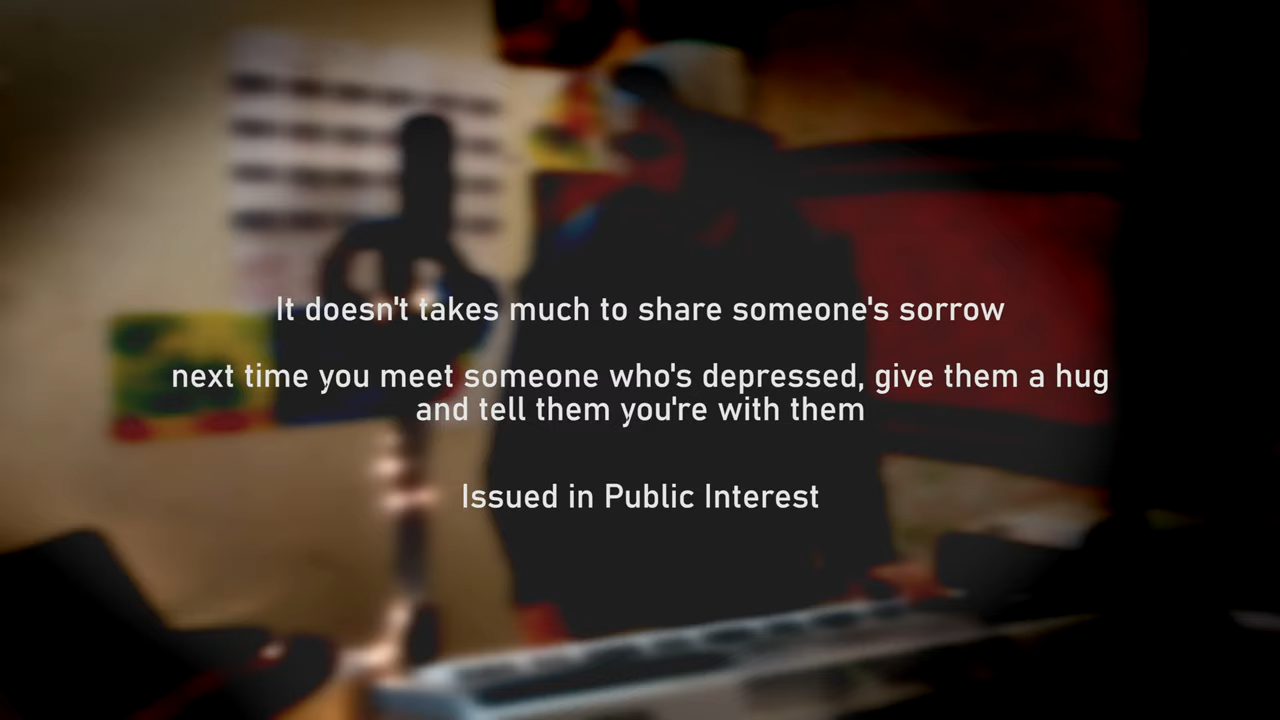 It doesn't takes much to share someone's sorrow
next time you meet someone who's depressed, give them a hug
and tell them you're with them
Issued in Public Interest